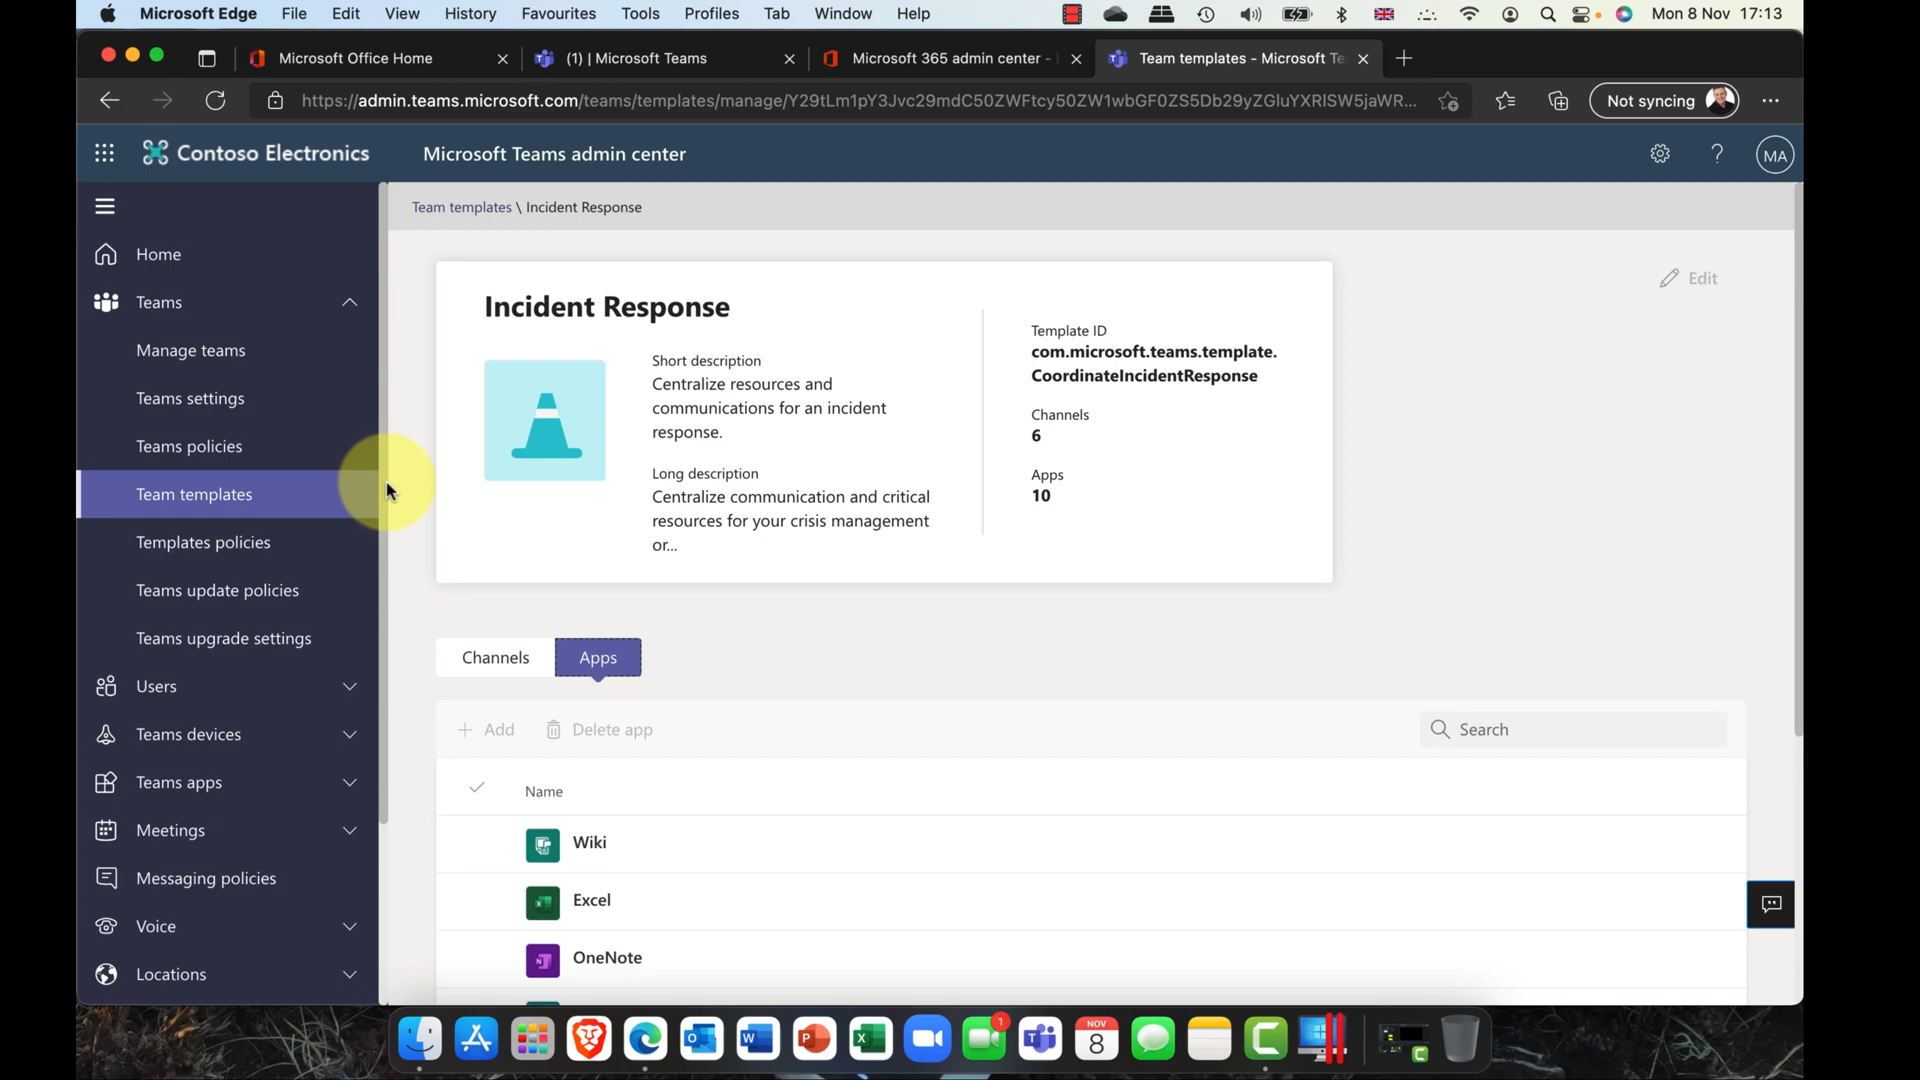 Microsoft Edge File Edit View History Favourites Tools Profiles Tab Window Help Mon 8 Nov 17:13
Microsoft Office Home (1) | Microsoft Teams Microsoft 365 admin center - Team templates - Microsoft Te
https://admin.teams.microsoft.com/teams/templates/manage/Y29tLm1pY3Jvc29mdC50ZWFtcy50ZW1wbGF0ZS5Db29yZGluYXRlSW5jaWR... Not syncing
Contoso Electronics Microsoft Teams admin center ? MA
Team templates \ Incident Response
Home
Teams
Manage teams
Teams settings
Teams policies
Team templates
Templates policies
Teams update policies
Teams upgrade settings
Users
Teams devices
Teams apps
Meetings
Messaging policies
Voice
Locations
Edit
Incident Response
Short description
Centralize resources and
communications for an incident
response.
Long description
Centralize communication and critical
resources for your crisis management
or...
Template ID
com.microsoft.teams.template.
CoordinateIncidentResponse
Channels
6
Apps
10
Channels Apps
Add Delete app Search
Name
Wiki
Excel
OneNote
1
NOV
8